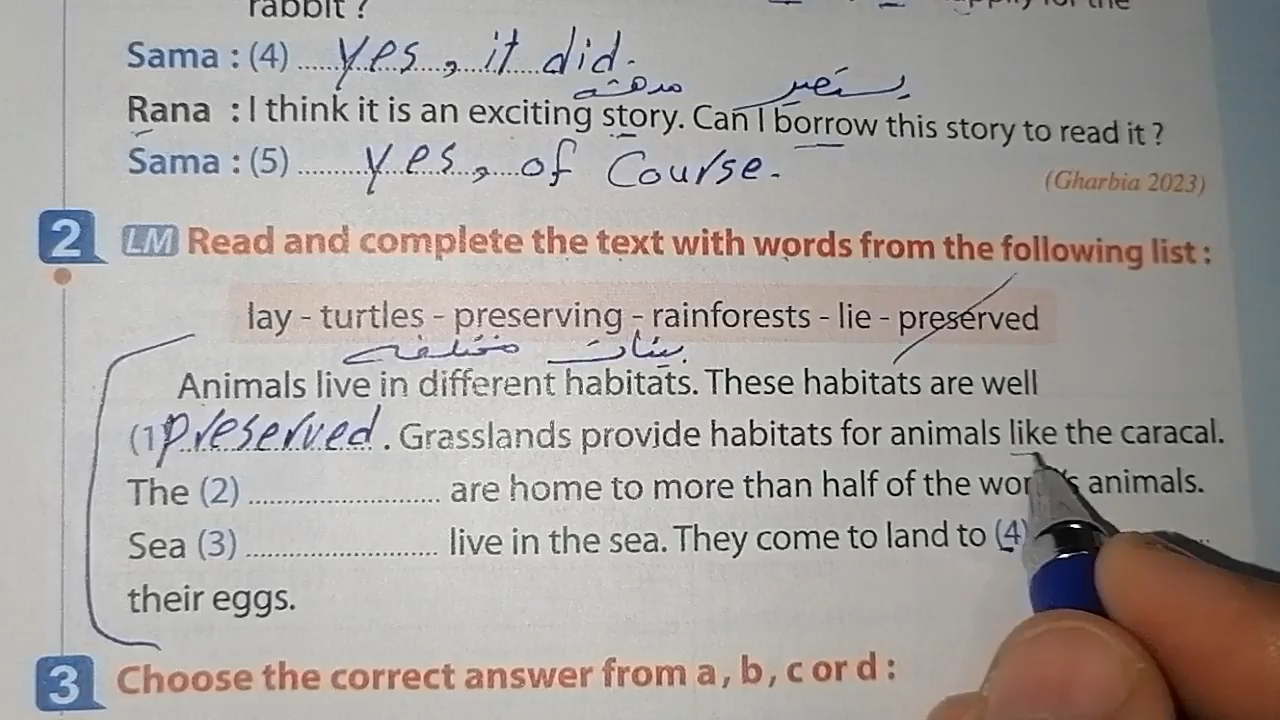 rabbit ?
Sama : (4) yes, it did.
مدهشه يستعير
Rana : I think it is an exciting story. Can I borrow this story to read it ?
Sama : (5) yes, of Course.
(Gharbia 2023)
2 LM Read and complete the text with words from the following list :
lay - turtles - preserving - rainforests - lie - preserved
بيئات مختلفه
Animals live in different habitats. These habitats are well
(1) preserved. Grasslands provide habitats for animals like the caracal.
The (2) ........................ are home to more than half of the world's animals.
Sea (3) ........................ live in the sea. They come to land to (4)
their eggs.
3 Choose the correct answer from a, b, c or d :